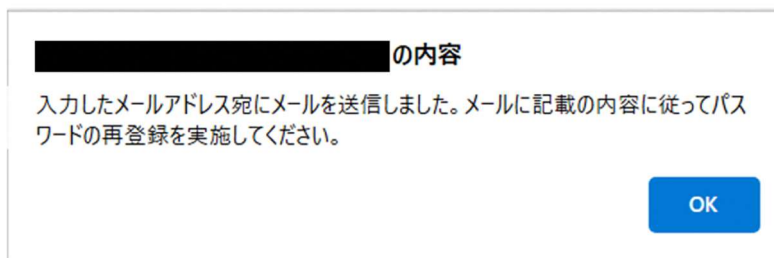 の内容
入力したメールアドレス宛にメールを送信しました。メールに記載の内容に従ってパス
ワードの再登録を実施してください。
OK